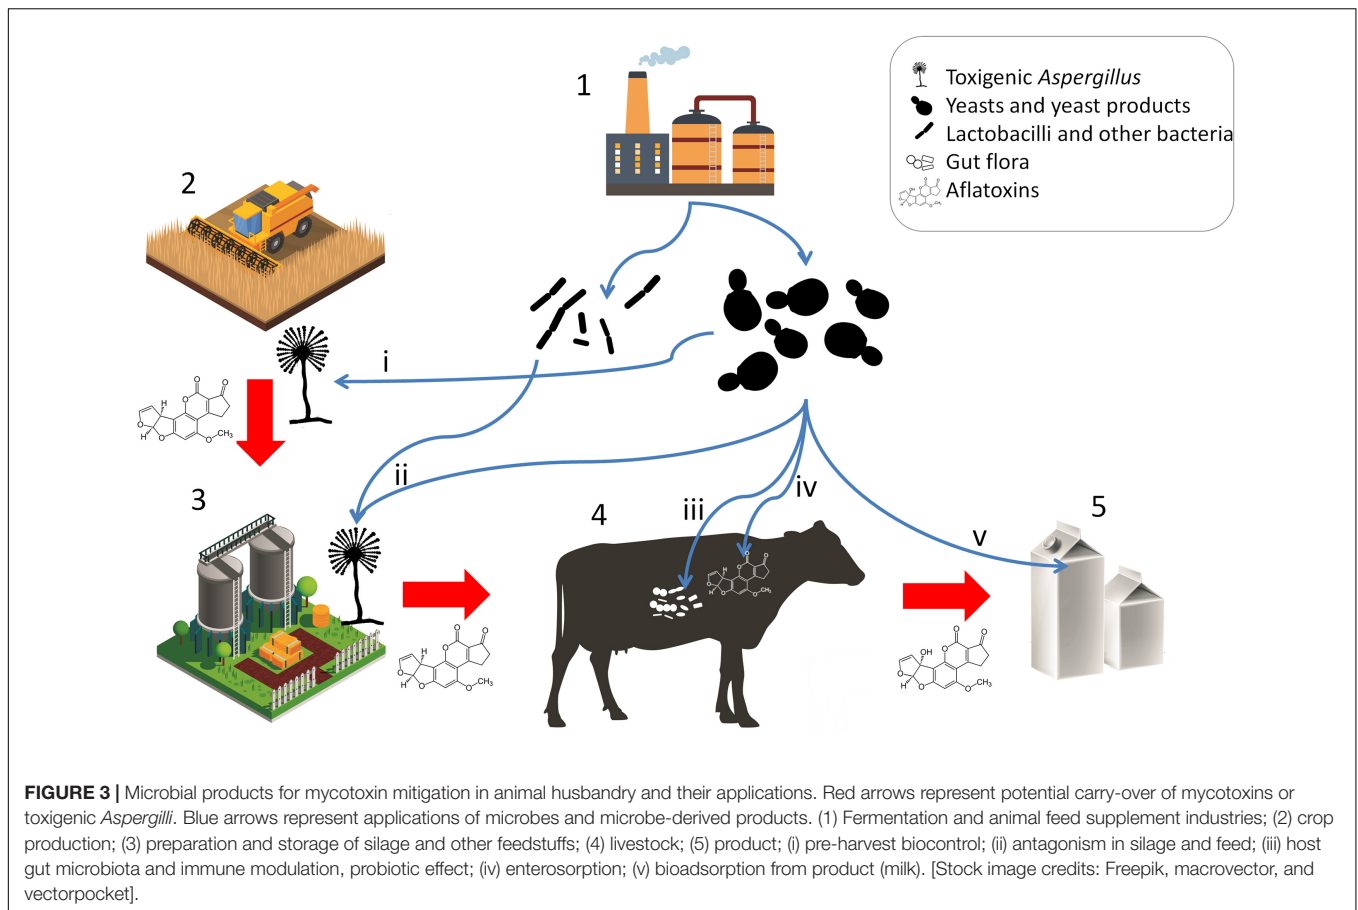 1
Toxigenic Aspergillus
Yeasts and yeast products
Lactobacilli and other bacteria
Gut flora
Aflatoxins
2
i
ii
3
4
iii
iv
v
5
O
O
O
H
O
H
O
O
CH₃
O
O
O
H
O
H
O
O
CH₃
O
O
O
H
O
H
O
O
CH₃
O
O
OH
O
O
H
O
O
CH₃
FIGURE 3 | Microbial products for mycotoxin mitigation in animal husbandry and their applications. Red arrows represent potential carry-over of mycotoxins or
toxigenic Aspergilli. Blue arrows represent applications of microbes and microbe-derived products. (1) Fermentation and animal feed supplement industries; (2) crop
production; (3) preparation and storage of silage and other feedstuffs; (4) livestock; (5) product; (i) pre-harvest biocontrol; (ii) antagonism in silage and feed; (iii) host
gut microbiota and immune modulation, probiotic effect; (iv) enterosorption; (v) bioadsorption from product (milk). [Stock image credits: Freepik, macrovector, and
vectorpocket].